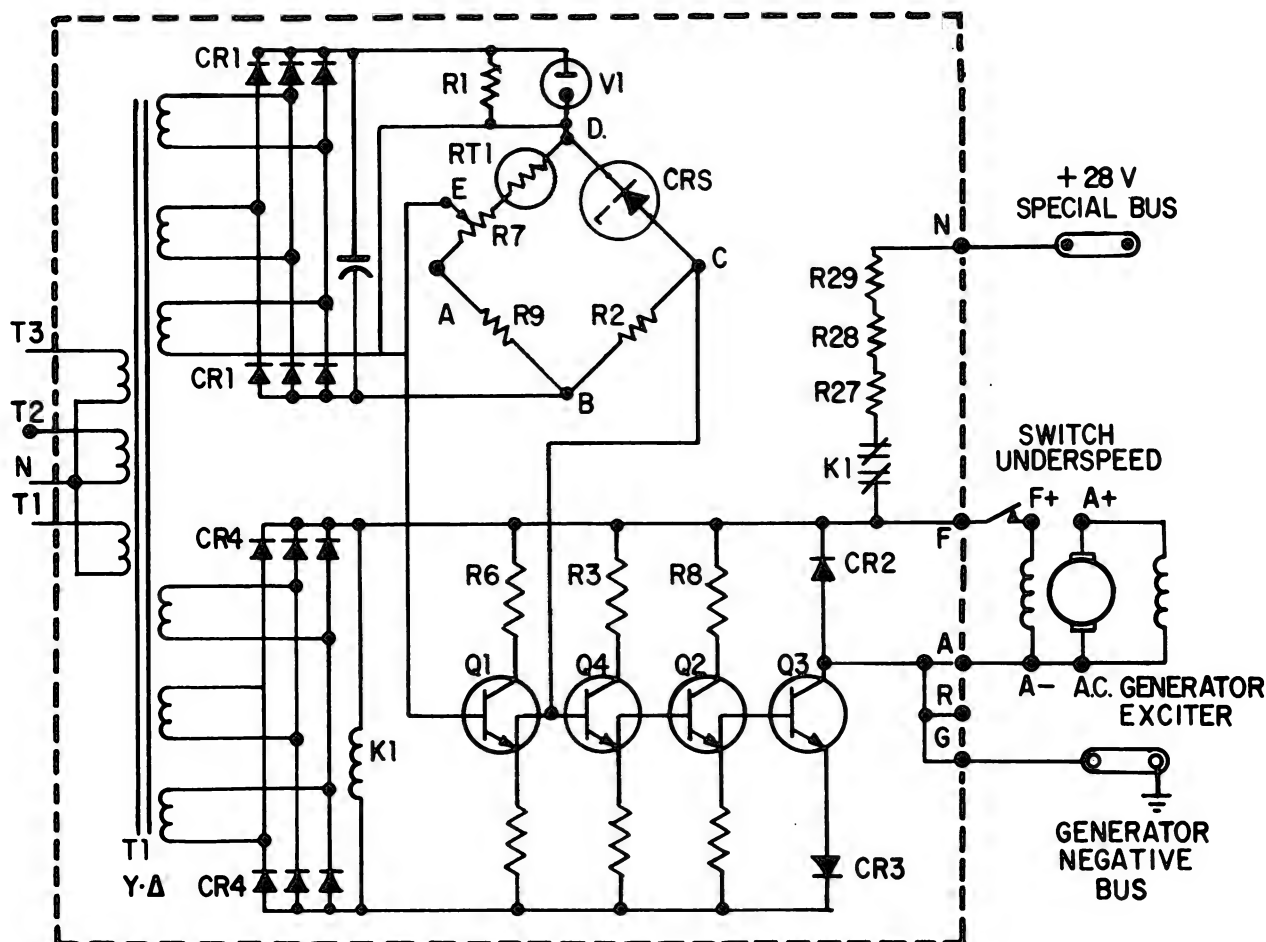 CR1
R1
V1
D.
RT1
E
CRS
R7
C
A
R9
R2
B
CR1
T3
T2
N
T1
N
+ 28 V
SPECIAL BUS
R29
R28
R27
K1
SWITCH
UNDERSPEED
F+
A+
F
CR4
R6
R3
R8
CR2
Q1
Q4
Q2
Q3
A
A-
A.C. GENERATOR
EXCITER
R
G
K1
T1
Y·Δ
CR4
CR3
GENERATOR
NEGATIVE
BUS